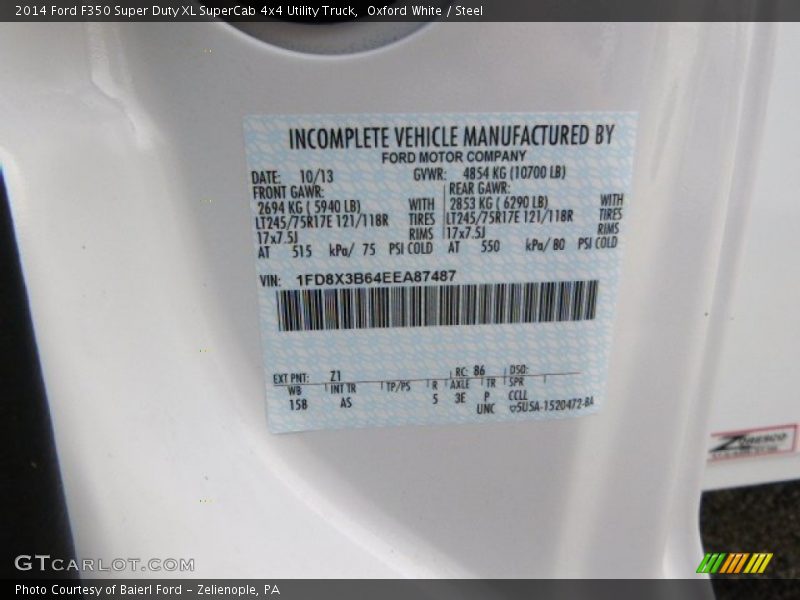 2014 Ford F350 Super Duty XL SuperCab 4x4 Utility Truck,  Oxford White / Steel
INCOMPLETE VEHICLE MANUFACTURED BY
FORD MOTOR COMPANY
DATE: 10/13 GVWR: 4854 KG (10700 LB)
FRONT GAWR: REAR GAWR:
2694 KG ( 5940 LB) WITH 2853 KG ( 6290 LB) WITH
LT245/75R17E 121/118R TIRES LT245/75R17E 121/118R TIRES
17x7.5J RIMS 17x7.5J RIMS
AT 515 kPa/ 75 PSI COLD AT 550 kPa/ 80 PSI COLD
VIN: 1FD8X3B64EEA87487
EXT PNT: Z1 RC: 86 DSO:
WB INT TR TP/PS R AXLE TR SPR
158 AS 5 3E P CCLL
UNC 5USA-1520472-BA
GTCARLOT.COM
Photo Courtesy of Baierl Ford – Zelienople, PA